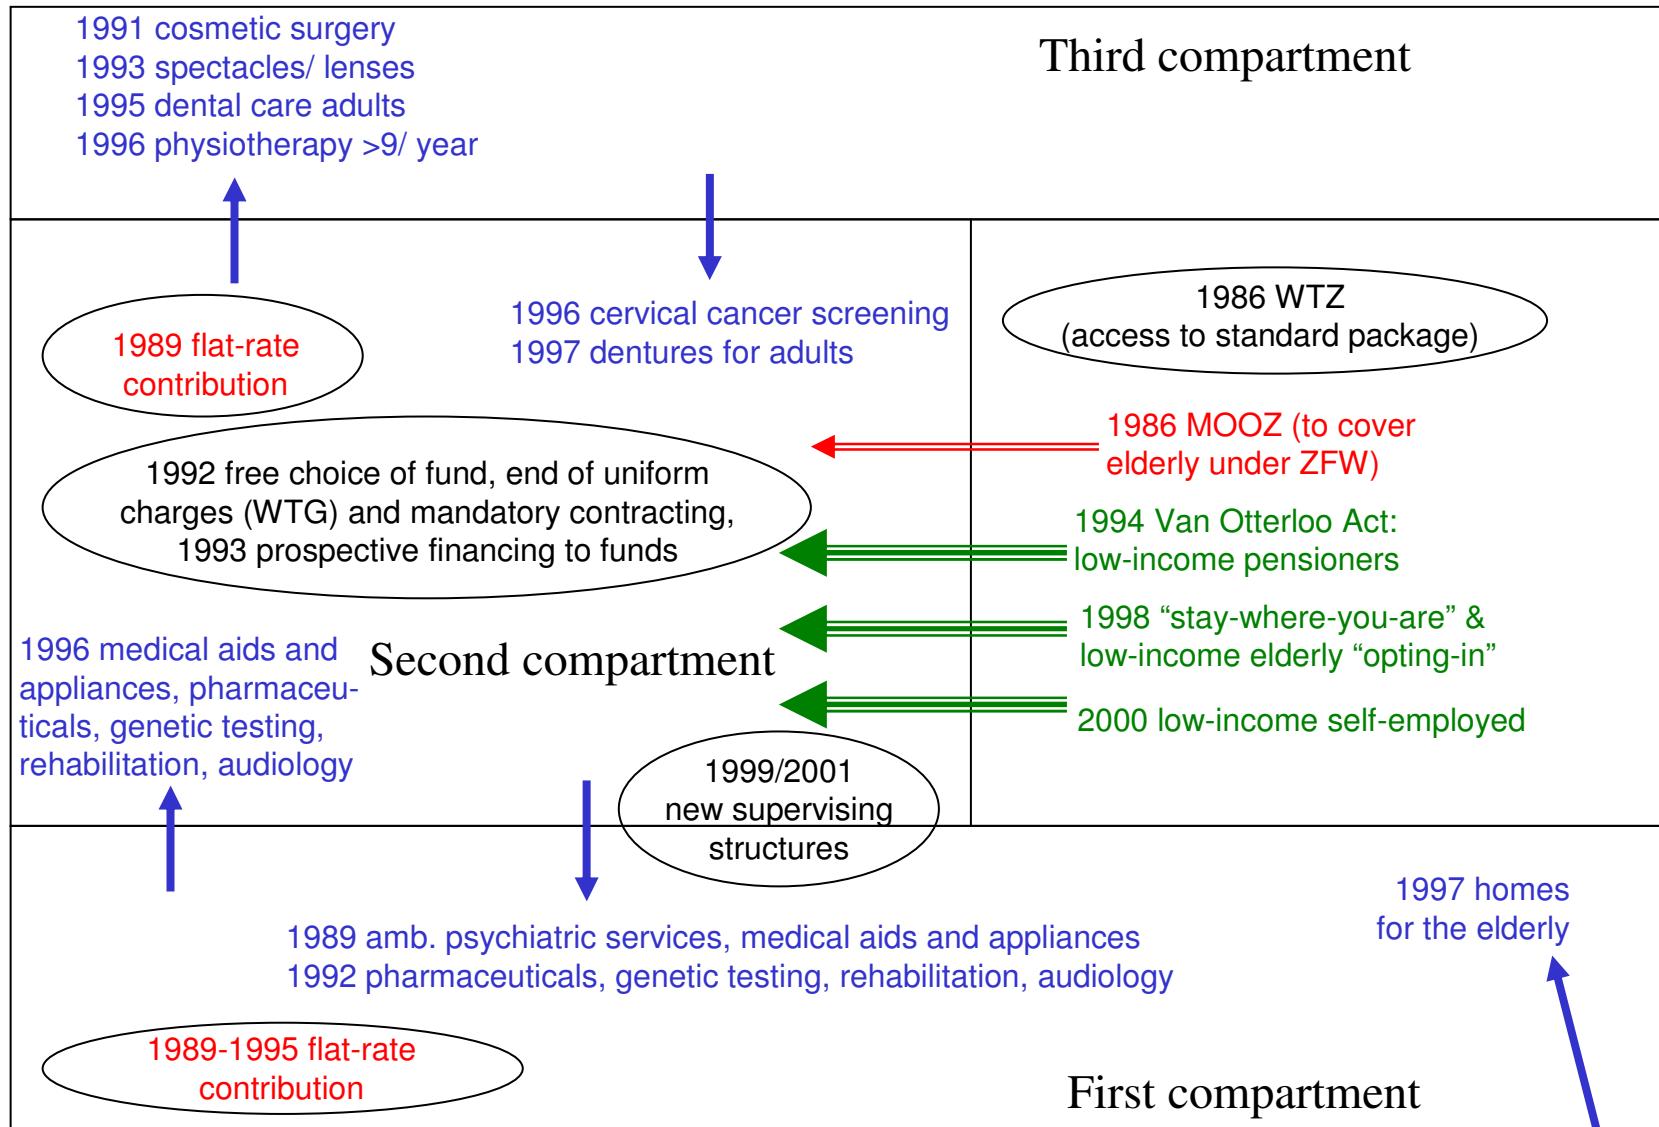 1991 cosmetic surgery
1993 spectacles/ lenses
1995 dental care adults
1996 physiotherapy >9/ year
Third compartment
1989 flat-rate
contribution
1996 cervical cancer screening
1997 dentures for adults
1986 WTZ
(access to standard package)
1992 free choice of fund, end of uniform
charges (WTG) and mandatory contracting,
1993 prospective financing to funds
1986 MOOZ (to cover
elderly under ZFW)
1994 Van Otterloo Act:
low-income pensioners
1998 “stay-where-you-are” &
low-income elderly “opting-in”
2000 low-income self-employed
1996 medical aids and
appliances, pharmaceu-
ticals, genetic testing,
rehabilitation, audiology
Second compartment
1999/2001
new supervising
structures
1989 amb. psychiatric services, medical aids and appliances
1992 pharmaceuticals, genetic testing, rehabilitation, audiology
1997 homes
for the elderly
1989-1995 flat-rate
contribution
First compartment